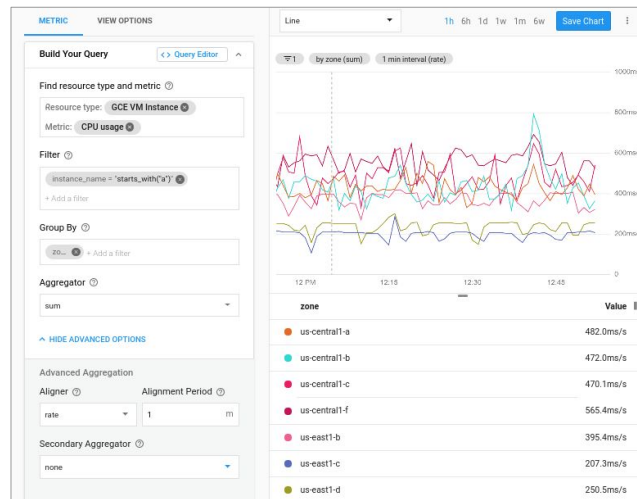 METRIC VIEW OPTIONS
Build Your Query <> Query Editor
Find resource type and metric
Resource type: GCE VM Instance
Metric: CPU usage
Filter
instance_name = "starts_with("a")"
+ Add a filter
Group By
zo... + Add a filter
Aggregator
sum
HIDE ADVANCED OPTIONS
Advanced Aggregation
Aligner Alignment Period
rate 1 m
Secondary Aggregator
none
Line 1h 6h 1d 1w 1m 6w Save Chart
1 by zone (sum) 1 min interval (rate)
1000ms
800ms
600ms
400ms
200ms
0
12 PM 12:15 12:30 12:45
zone Value
us-central1-a 482.0ms/s
us-central1-b 472.0ms/s
us-central1-c 470.1ms/s
us-central1-f 565.4ms/s
us-east1-b 395.4ms/s
us-east1-c 207.3ms/s
us-east1-d 250.5ms/s